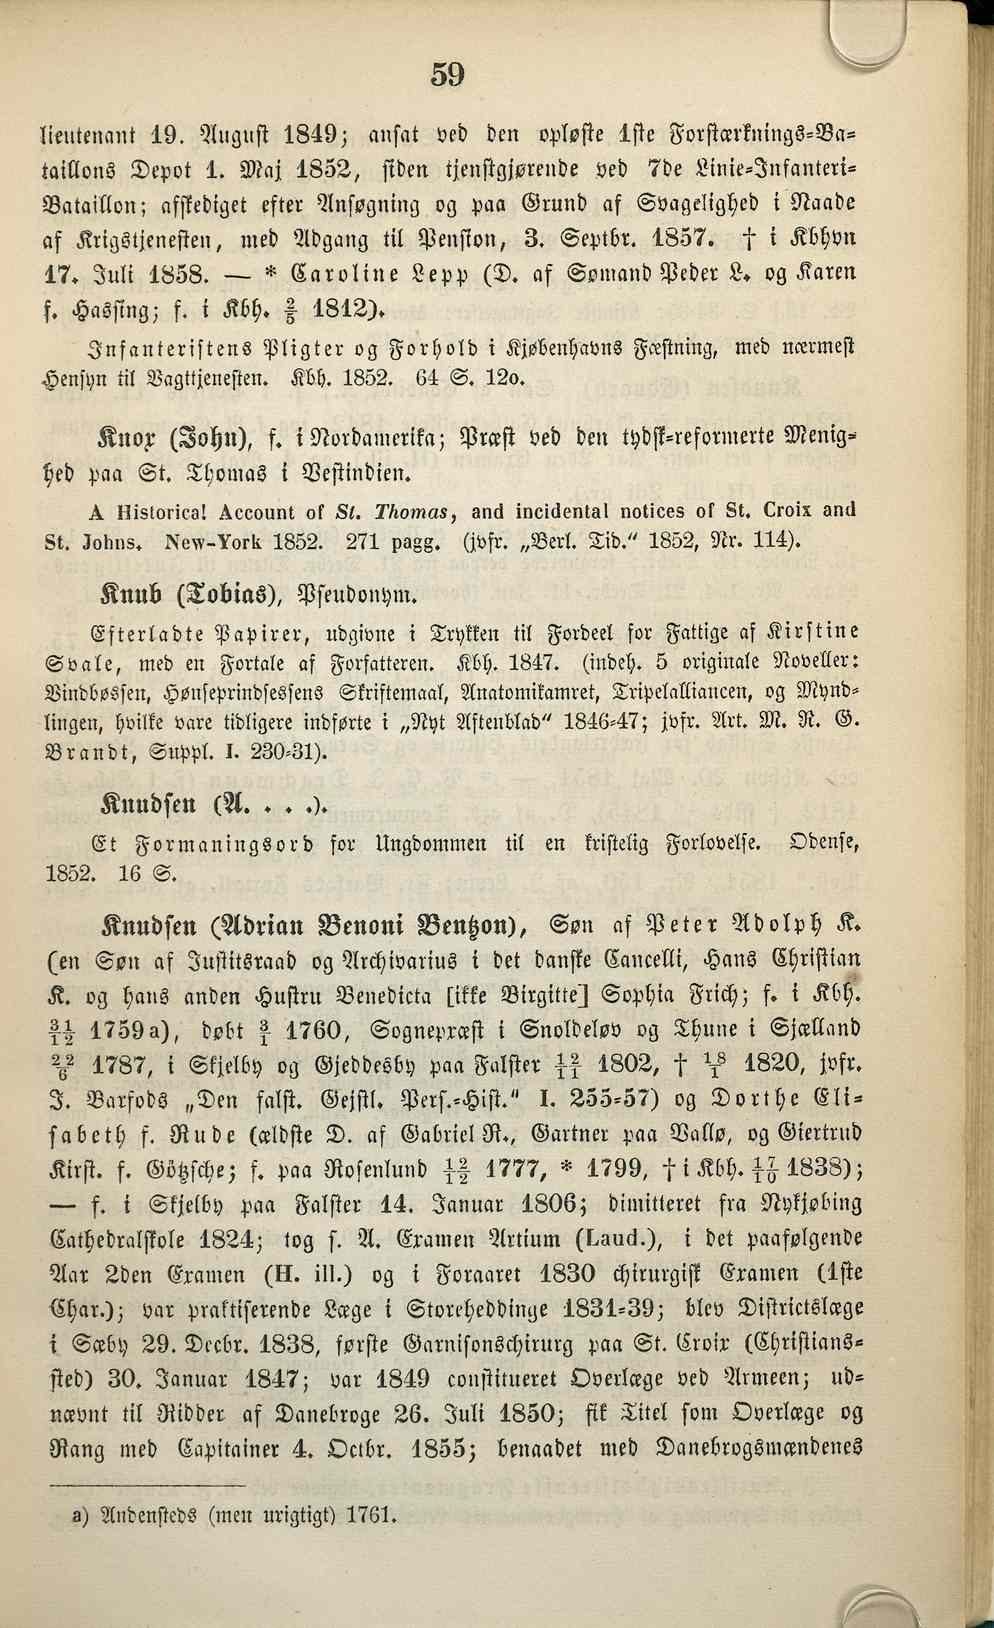 59
lieutenant 19. August 1849; ansat ved den opløste 1ste Forstærknings-Ba-
taillons Depot 1. Maj 1852, siden tjenstgjørende ved 7de Linie-Infanteri-
Bataillon; afskediget efter Ansøgning og paa Grund af Svagelighed i Naade
af Krigstjenesten, med Adgang til Pension, 3. Septbr. 1857. † i Kbhvn
17. Juli 1858. — * Caroline Lepp (D. af Sømand Peder L. og Karen
f. Hassing; f. i Kbh. 2/5 1812).
Infanteristens Pligter og Forhold i Kjøbenhavns Fæstning, med nærmest
Hensyn til Vagttjenesten. Kbh. 1852. 64 S. 12o.
Knox (John), f. i Nordamerika; Præst ved den tydsk-reformerte Menig-
hed paa St. Thomas i Vestindien.
A Historical Account of St. Thomas, and incidental notices of St. Croix and
St. Johns. New-York 1852. 271 pagg. (jvfr. „Berl. Tid.“ 1852, Nr. 114).
Knub (Tobias), Pseudonym.
Efterladte Papirer, udgivne i Trykken til Fordeel for Fattige af Kirstine
Svale, med en Fortale af Forfatteren. Kbh. 1847. (indeh. 5 originale Noveller:
Vindbøssen, Hønseprindsessens Skriftemaal, Anatomikamret, Tripelalliancen, og Mynd-
lingen, hvilke vare tidligere indførte i „Nyt Aftenblad“ 1846-47; jvfr. Art. M. N. G.
Brandt, Suppl. I. 230-31).
Knudsen (A. . . .).
Et Formaningsord for Ungdommen til en kristelig Forlovelse. Odense,
1852. 16 S.
Knudsen (Adrian Benoni Bentzon), Søn af Peter Adolph K.
(en Søn af Justitsraad og Archivarius i det danske Cancelli, Hans Christian
K. og hans anden Hustru Benedicta [ikke Birgitte] Sophia Frich; f. i Kbh.
31/12 1759 a), døbt 3/1 1760, Sognepræst i Snoldeløv og Thune i Sjælland
22/6 1787, i Skjelby og Gjeddesby paa Falster 12/11 1802, † 18/1 1820, jvfr.
J. Barfods „Den falst. Gejstl. Pers.-Hist.“ I. 255-57) og Dorthe Eli-
sabeth f. Rude (ældste D. af Gabriel R., Gartner paa Vallø, og Giertrud
Kirst. f. Götzsche; f. paa Rosenlund 12/12 1777, * 1799, † i Kbh. 17/10 1838);
— f. i Skjelby paa Falster 14. Januar 1806; dimitteret fra Nykjøbing
Cathedralskole 1824; tog s. A. Examen Artium (Laud.), i det paafølgende
Aar 2den Examen (H. ill.) og i Foraaret 1830 chirurgisk Examen (1ste
Char.); var praktiserende Læge i Storeheddinge 1831-39; blev Districtslæge
i Sæby 29. Decbr. 1838, første Garnisonschirurg paa St. Croix (Christians-
sted) 30. Januar 1847; var 1849 constitueret Overlæge ved Armeen; ud-
nævnt til Ridder af Danebroge 26. Juli 1850; fik Titel som Overlæge og
Rang med Capitainer 4. Octbr. 1855; benaadet med Danebrogsmændenes
a) Andensteds (men urigtigt) 1761.